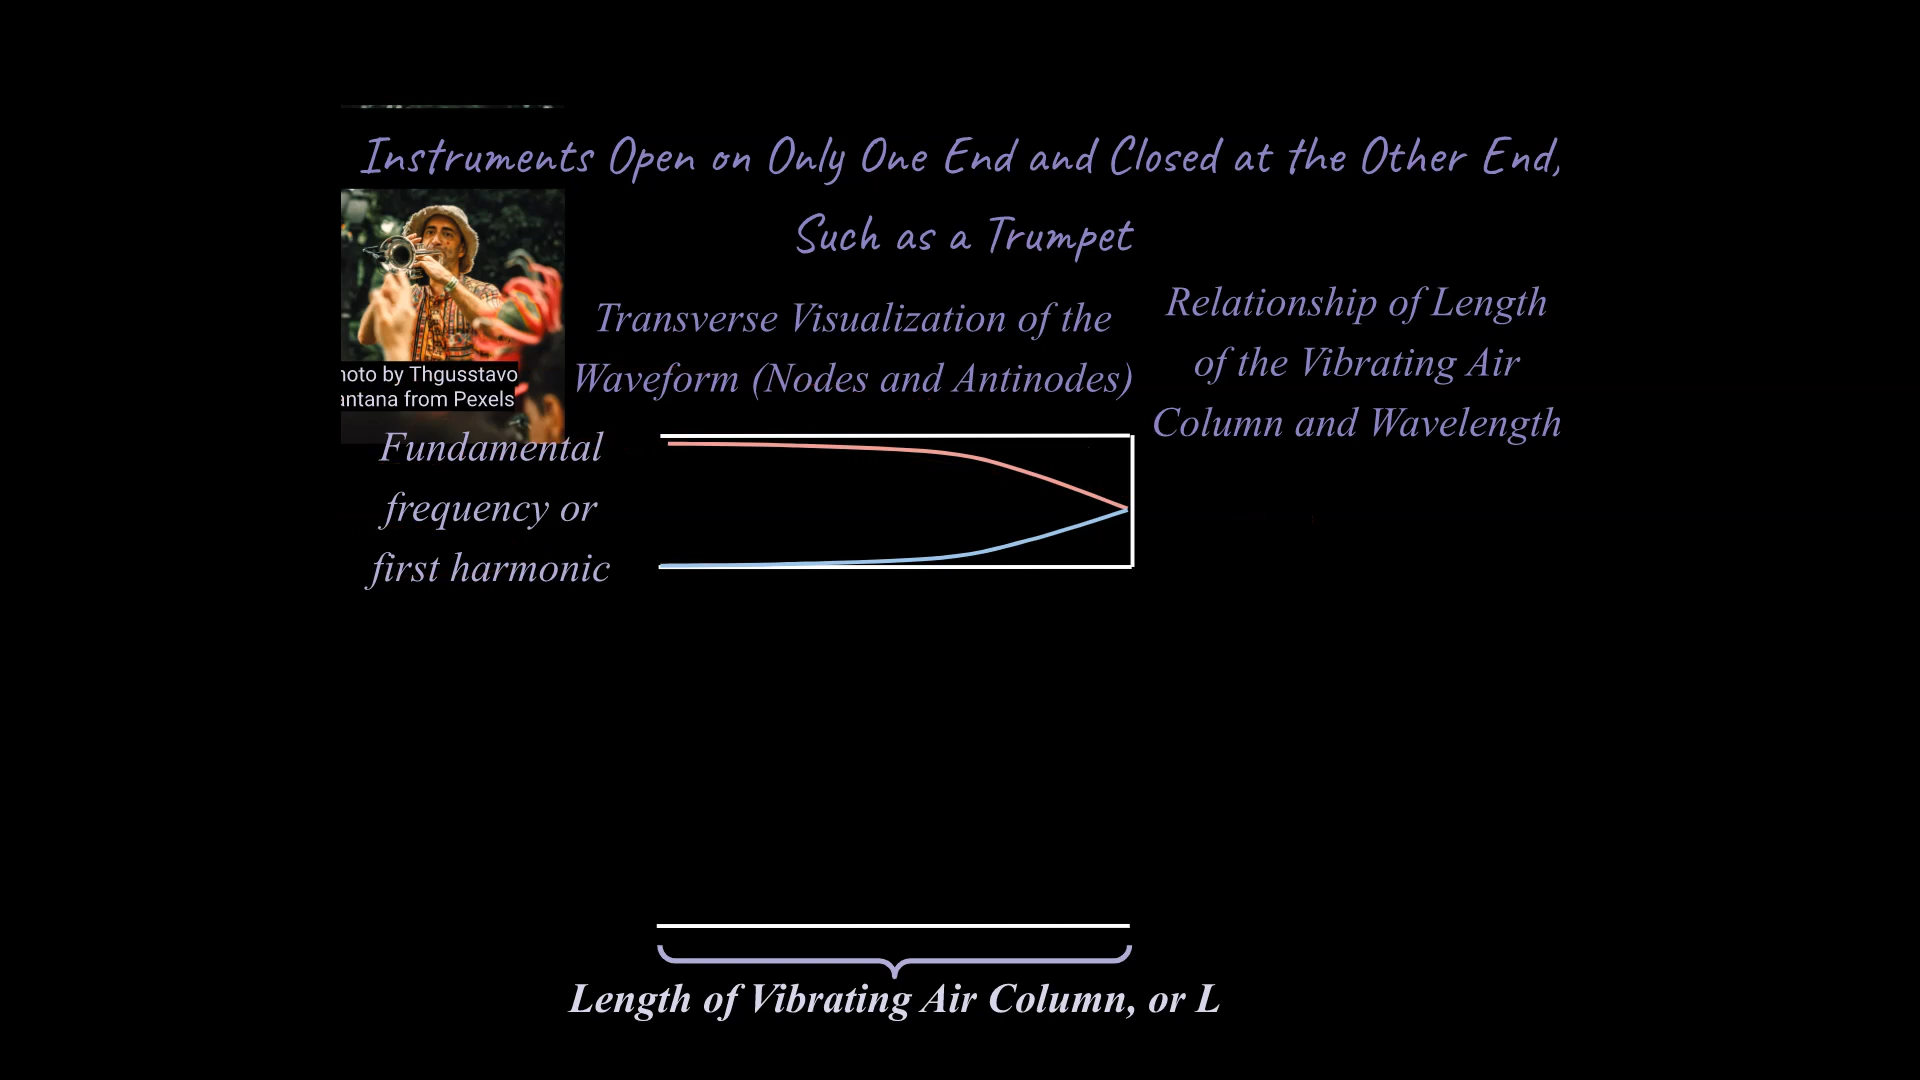 Instruments Open on Only One End and Closed at the Other End,
Such as a Trumpet
hoto by Thgusstavo
antana from Pexels
Transverse Visualization of the
Waveform (Nodes and Antinodes)
Relationship of Length
of the Vibrating Air
Column and Wavelength
Fundamental
frequency or
first harmonic
Length of Vibrating Air Column, or L